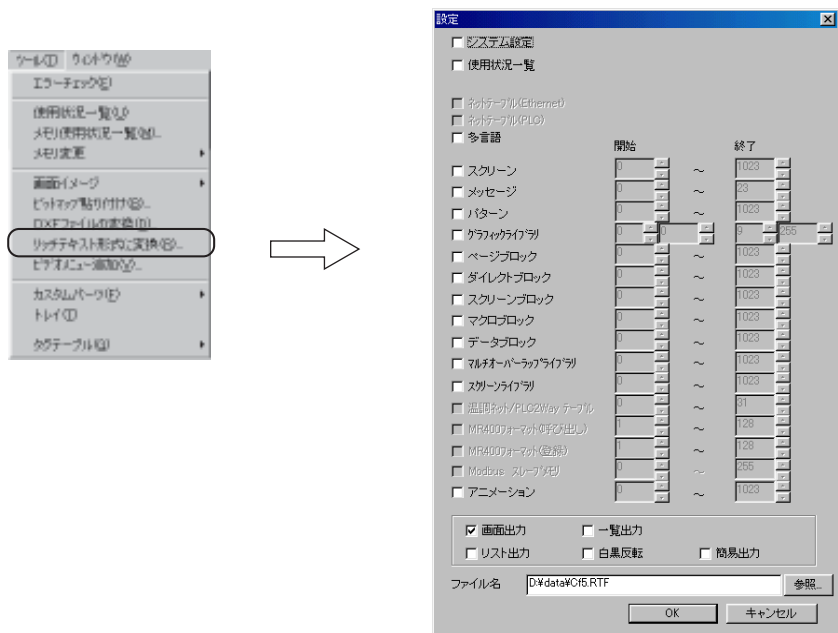 ツール(T) ウィンドウ(W)
エラーチェック(E)
使用状況一覧(U)
メモリ使用状況一覧(M)...
メモリ変更
画面イメージ
ビットマップ貼り付け(B)...
DXFファイルの変換(D)
リッチテキスト形式に変換(R)...
ビデオメニュー追加(V)...
カスタムパーツ(F)
トレイ(T)
タグテーブル(G)
設定
システム設定
使用状況一覧
ネットテーブル(Ethernet)
ネットテーブル(PLC)
多言語
開始 終了
スクリーン 0 ～ 1023
メッセージ 0 ～ 23
パターン 0 ～ 1023
グラフィックライブラリ 0 0 ～ 9 255
ページブロック 0 ～ 1023
ダイレクトブロック 0 ～ 1023
スクリーンブロック 0 ～ 1023
マクロブロック 0 ～ 1023
データブロック 0 ～ 1023
マルチオーバーラップライブラリ 0 ～ 1023
スクリーンライブラリ 0 ～ 1023
温調ネット/PLC2Way テーブル 0 ～ 31
MR400フォーマット(呼び出し) 1 ～ 128
MR400フォーマット(登録) 1 ～ 128
Modbus スレーブメモリ 0 ～ 255
アニメーション 0 ～ 1023
画面出力 一覧出力
リスト出力 白黒反転 簡易出力
ファイル名 D:¥data¥Cf5.RTF 参照...
OK キャンセル